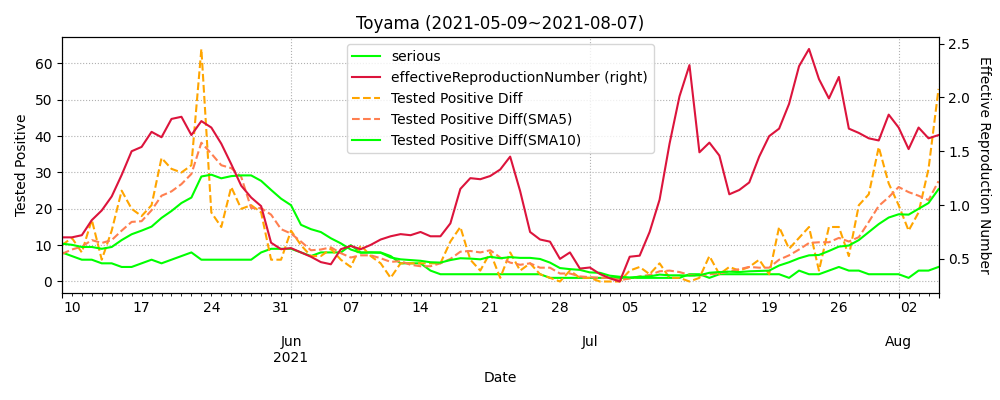 Toyama (2021-05-09~2021-08-07)
serious
effectiveReproductionNumber (right)
Tested Positive Diff
Tested Positive Diff(SMA5)
Tested Positive Diff(SMA10)
Tested Positive
60
50
40
30
20
10
0
2.5
2.0
1.5
1.0
0.5
Effective Reproduction Number
10 17 24 31 07 14 21 28 05 12 19 26 02
Jun Jul Aug
2021
Date